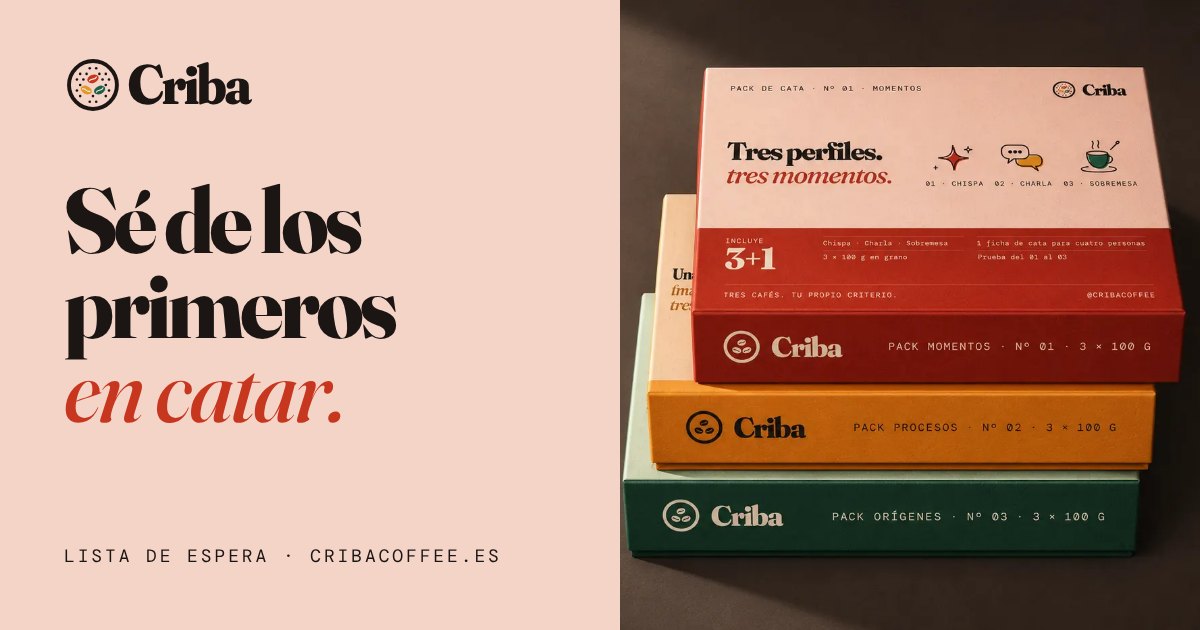 Criba
Sé de los
primeros
en catar.
LISTA DE ESPERA · CRIBACOFFEE.ES
PACK DE CATA · Nº 01 · MOMENTOS
Criba
Tres perfiles.
tres momentos.
01 · CHISPA 02 · CHARLA 03 · SOBREMESA
INCLUYE
3+1
Chispa · Charla · Sobremesa
3 × 100 g en grano
1 ficha de cata para cuatro personas
Prueba del 01 al 03
TRES CAFÉS. TU PROPIO CRITERIO.
@CRIBACOFFEE
Criba
PACK MOMENTOS · Nº 01 · 3 × 100 G
Una
tres
Criba
PACK PROCESOS · Nº 02 · 3 × 100 G
Criba
PACK ORÍGENES · Nº 03 · 3 × 100 G